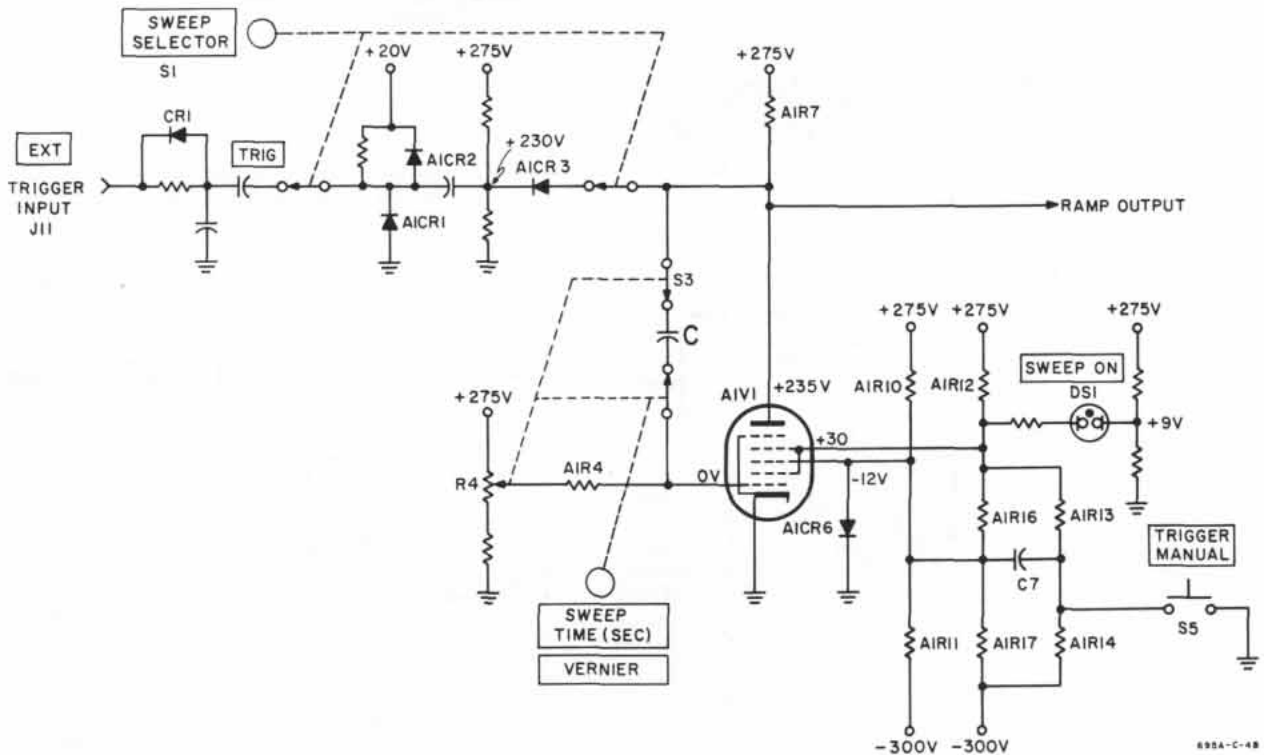 SWEEP
SELECTOR
S1
+20V
+275V
+275V
A1R7
CR1
EXT
TRIG
A1CR2
+230V
A1CR3
TRIGGER
INPUT
J11
A1CR1
RAMP OUTPUT
S3
C
+275V
+275V
+275V
A1R10
A1R12
SWEEP ON
DS1
+9V
+275V
A1V1
+235V
+30
R4
A1R4
0V
-12V
A1CR6
A1R16
A1R13
TRIGGER
MANUAL
C7
S5
SWEEP
TIME (SEC)
VERNIER
A1R11
A1R17
A1R14
-300V
-300V
695A-C-4B